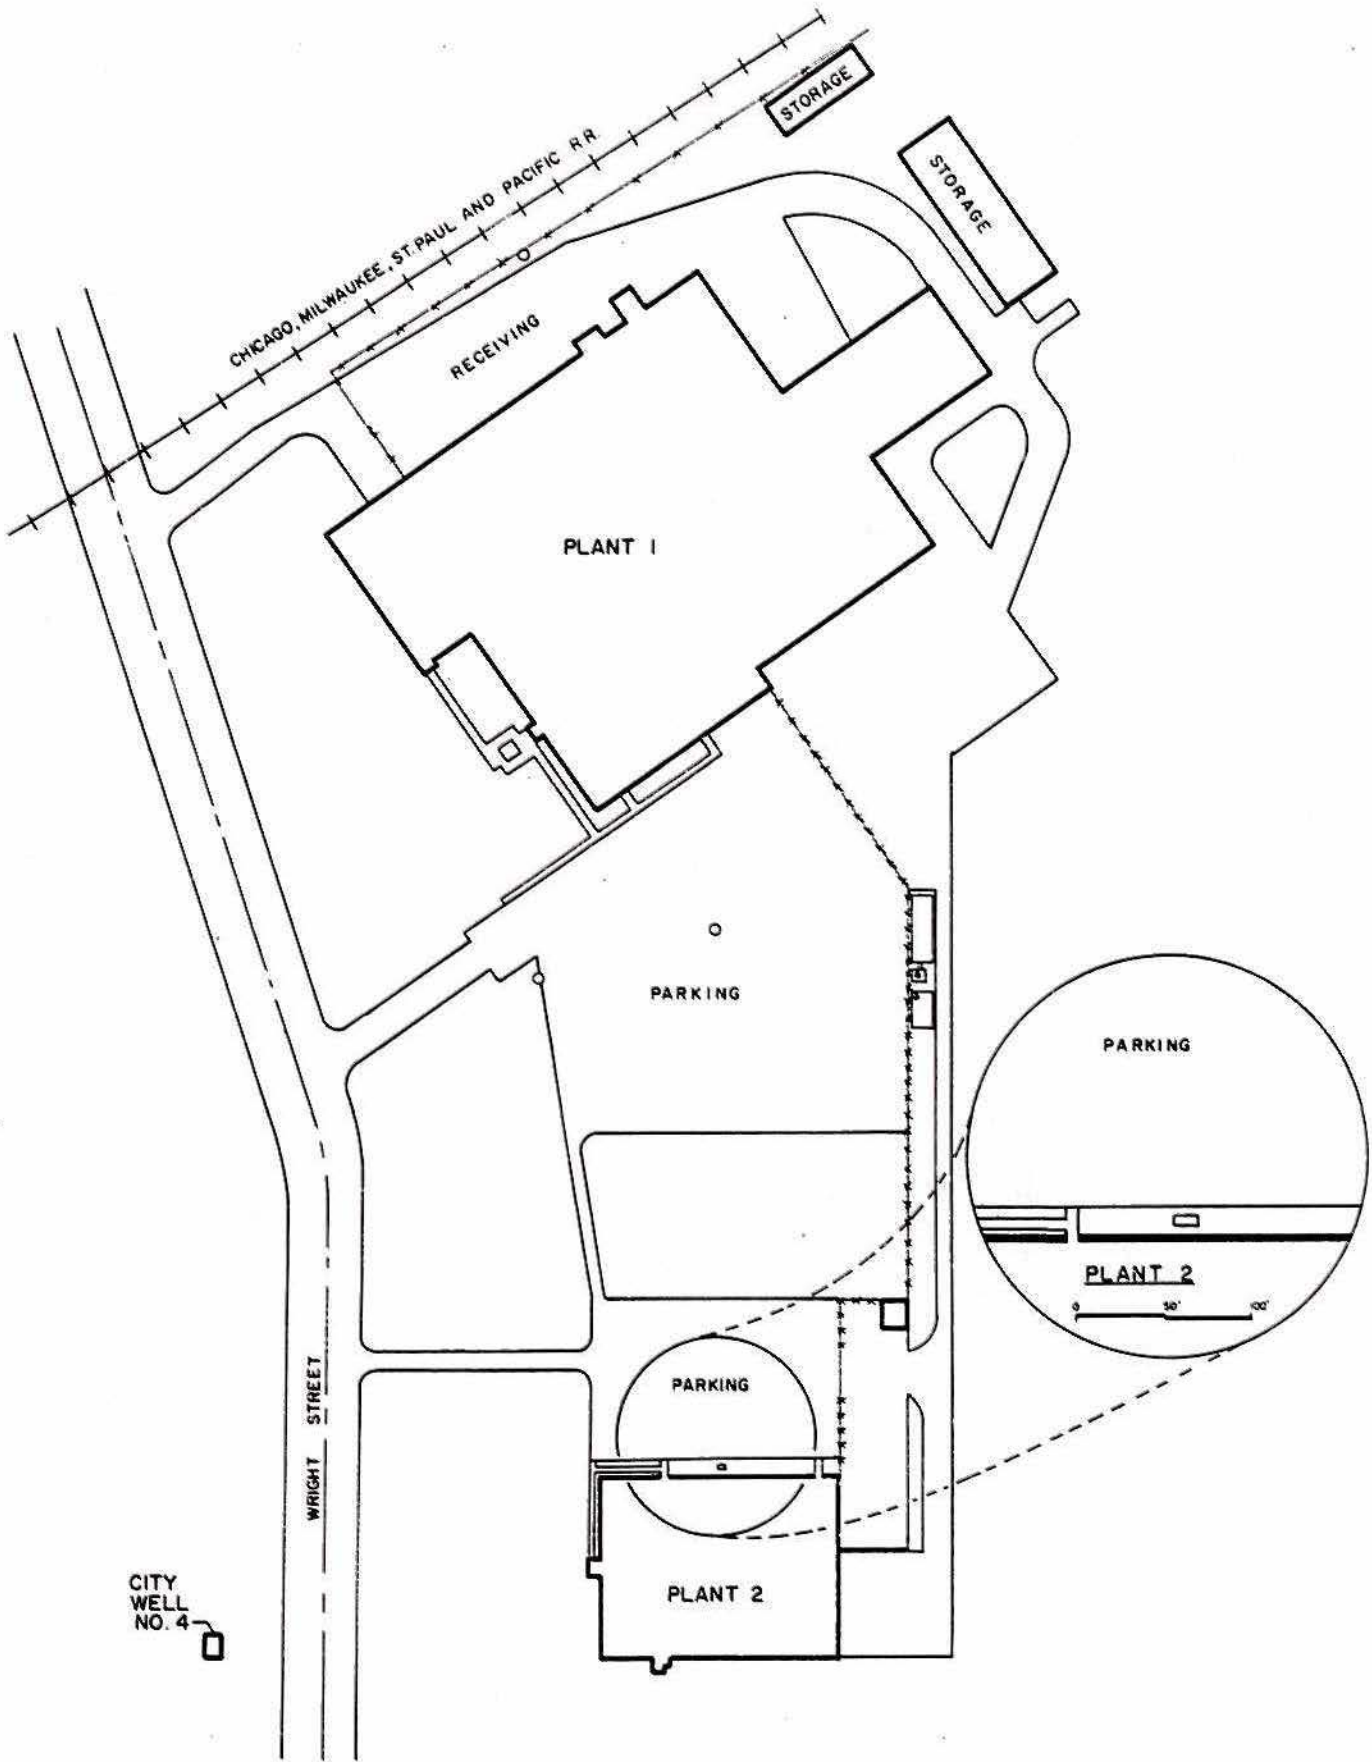 STORAGE
STORAGE
CHICAGO, MILWAUKEE, ST. PAUL AND PACIFIC R.R.
RECEIVING
PLANT 1
PARKING
PARKING
PLANT 2
0 50' 100'
PARKING
WRIGHT STREET
PLANT 2
CITY
WELL
NO. 4